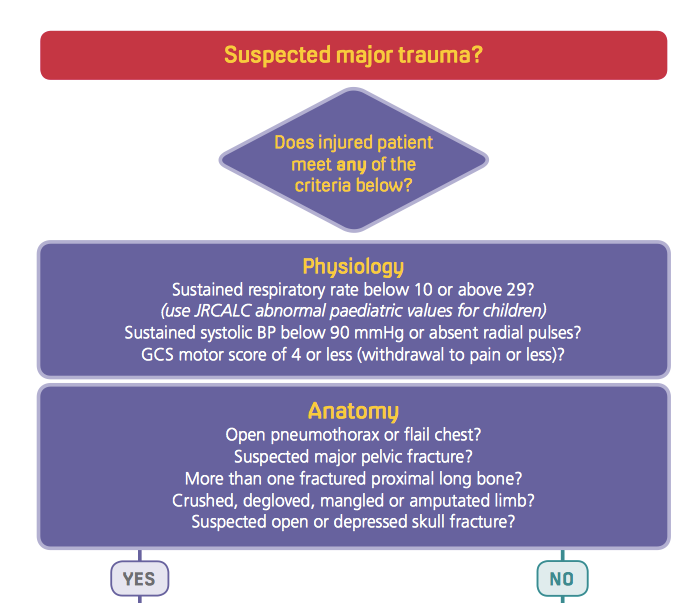 Suspected major trauma?
Does injured patient
meet any of the
criteria below?
Physiology
Sustained respiratory rate below 10 or above 29?
(use JRCALC abnormal paediatric values for children)
Sustained systolic BP below 90 mmHg or absent radial pulses?
GCS motor score of 4 or less (withdrawal to pain or less)?
Anatomy
Open pneumothorax or flail chest?
Suspected major pelvic fracture?
More than one fractured proximal long bone?
Crushed, degloved, mangled or amputated limb?
Suspected open or depressed skull fracture?
YES
NO